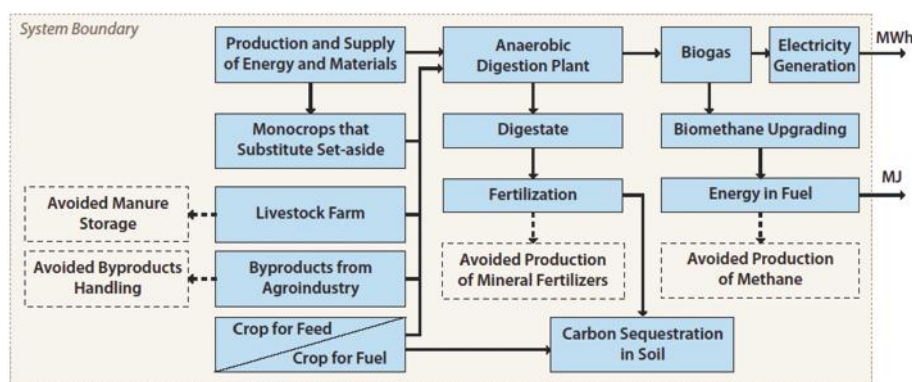 System Boundary
Production and Supply
of Energy and Materials
Anaerobic
Digestion Plant
Biogas
Electricity
Generation
MWh
Monocrops that
Substitute Set-aside
Digestate
Biomethane Upgrading
Avoided Manure
Storage
Livestock Farm
Fertilization
Energy in Fuel
MJ
Avoided Byproducts
Handling
Byproducts from
Agroindustry
Avoided Production
of Mineral Fertilizers
Avoided Production
of Methane
Crop for Feed
Crop for Fuel
Carbon Sequestration
in Soil